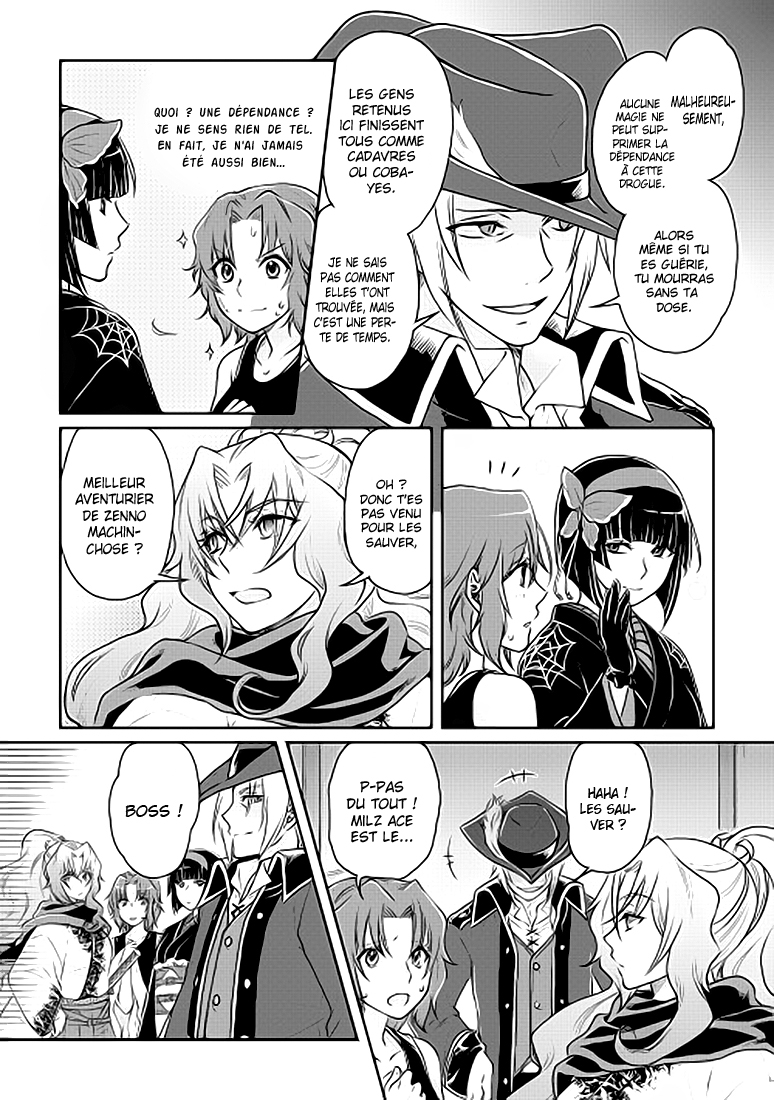 MALHEUREU-
SEMENT,
AUCUNE
MAGIE NE
PEUT SUP-
PRIMER LA
DÉPENDANCE
À CETTE
DROGUE.
ALORS
MÊME SI TU
ES GUÉRIE,
TU MOURRAS
SANS TA
DOSE.
LES GENS
RETENUS
ICI FINISSENT
TOUS COMME
CADAVRES
OU COBA-
YES.
JE NE SAIS
PAS COMMENT
ELLES T'ONT
TROUVÉE, MAIS
C'EST UNE PER-
TE DE TEMPS.
QUOI ? UNE DÉPENDANCE ?
JE NE SENS RIEN DE TEL.
EN FAIT, JE N'AI JAMAIS
ÉTÉ AUSSI BIEN...
OH ?
DONC T'ES
PAS VENU
POUR LES
SAUVER,
MEILLEUR
AVENTURIER
DE ZENNO
MACHIN-
CHOSE ?
HAHA !
LES SAU-
VER ?
P-PAS
DU TOUT !
MILZ ACE
EST LE...
BOSS !